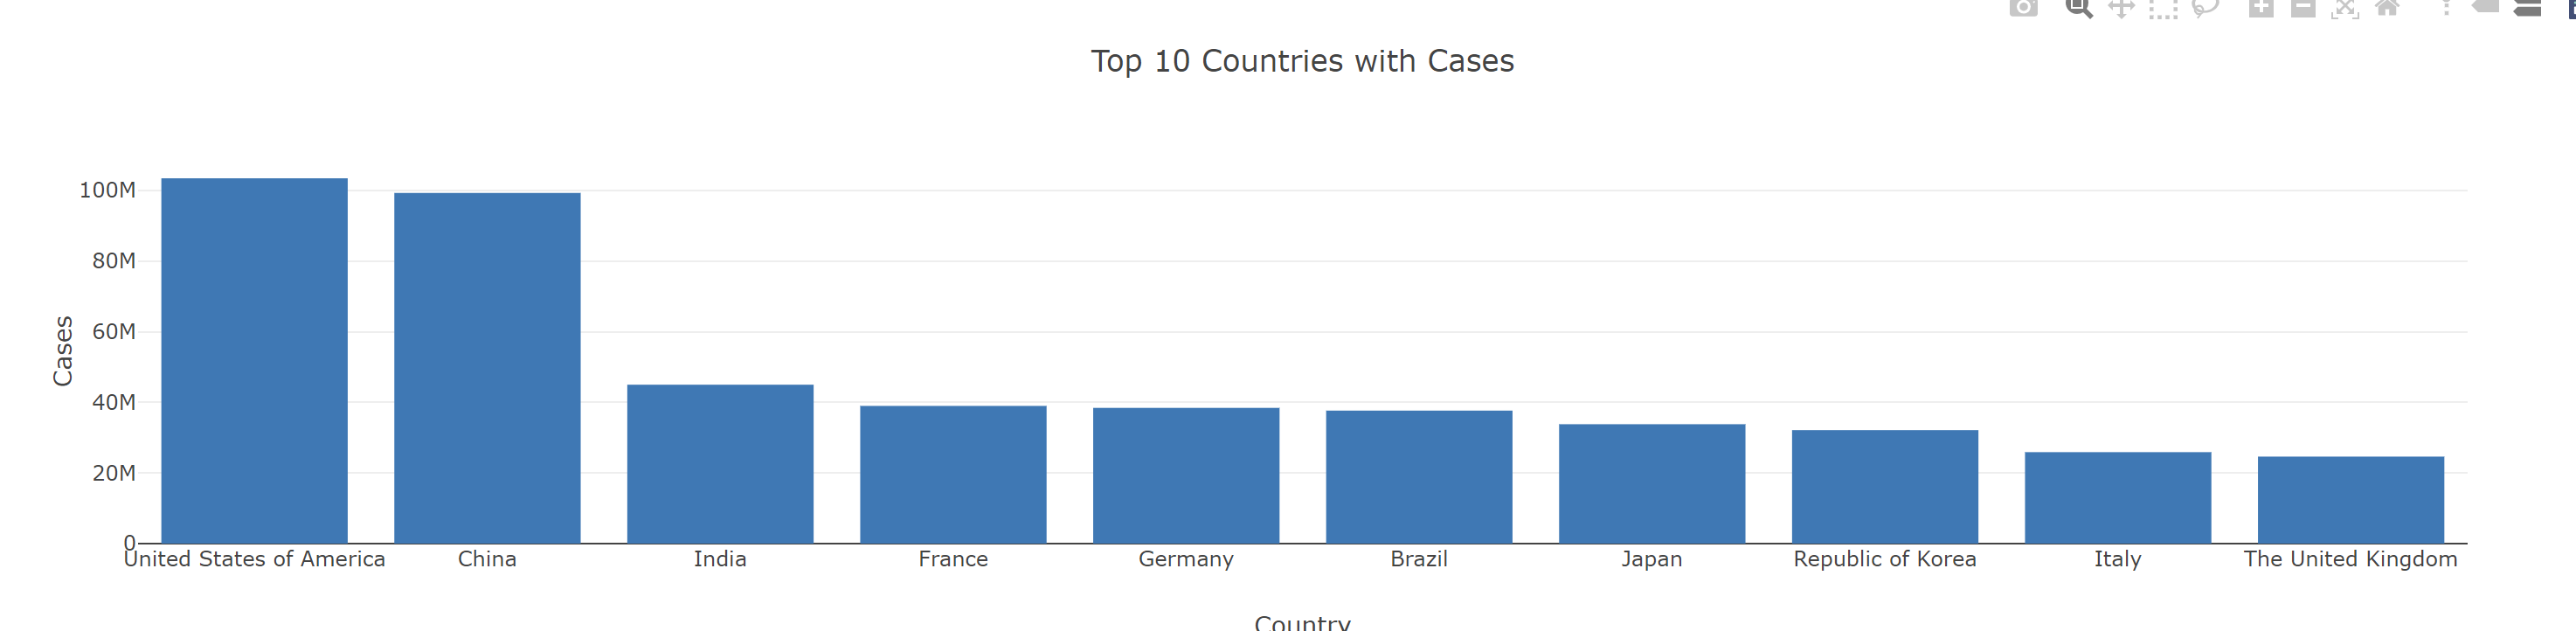 Top 10 Countries with Cases
100M
80M
60M
40M
20M
0
Cases
United States of America China India France Germany Brazil Japan Republic of Korea Italy The United Kingdom
Country